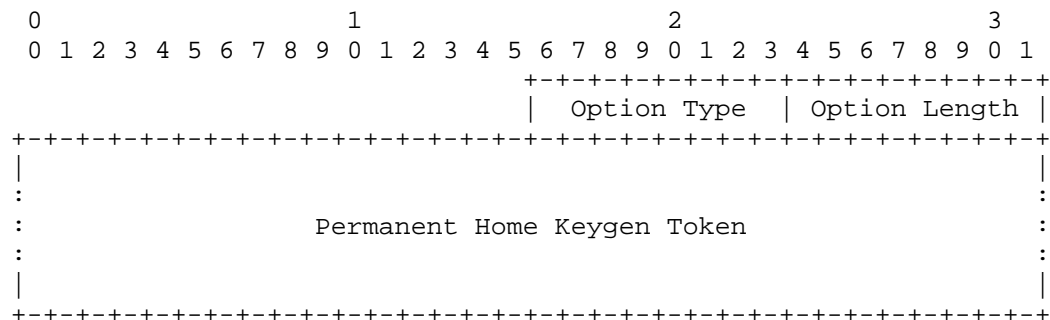 0                   1                   2                   3
0 1 2 3 4 5 6 7 8 9 0 1 2 3 4 5 6 7 8 9 0 1 2 3 4 5 6 7 8 9 0 1
                                +-+-+-+-+-+-+-+-+-+-+-+-+-+-+-+-+
                                |  Option Type  | Option Length |
+-+-+-+-+-+-+-+-+-+-+-+-+-+-+-+-+-+-+-+-+-+-+-+-+-+-+-+-+-+-+-+-+
|                                                               |
:                                                               :
:                  Permanent Home Keygen Token                  :
:                                                               :
|                                                               |
+-+-+-+-+-+-+-+-+-+-+-+-+-+-+-+-+-+-+-+-+-+-+-+-+-+-+-+-+-+-+-+-+